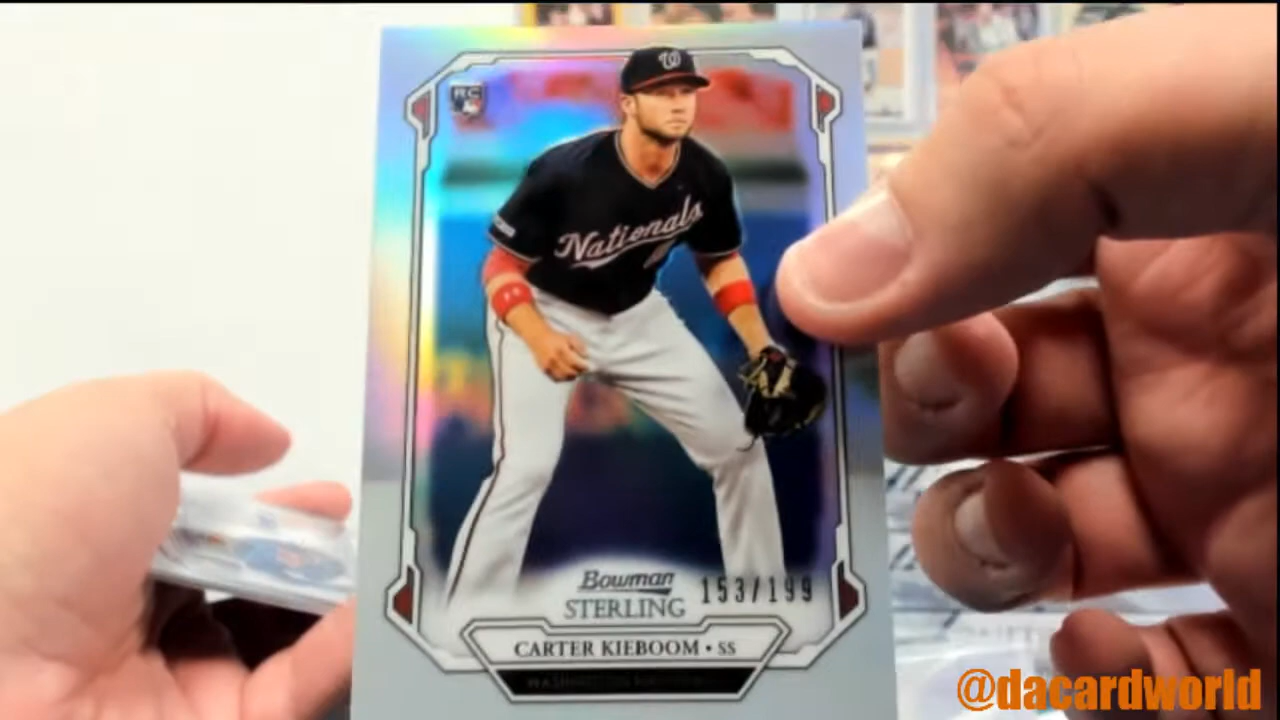 RC
W
Nationals
Bowman
STERLING
153/199
CARTER KIEBOOM • SS
@dacardworld